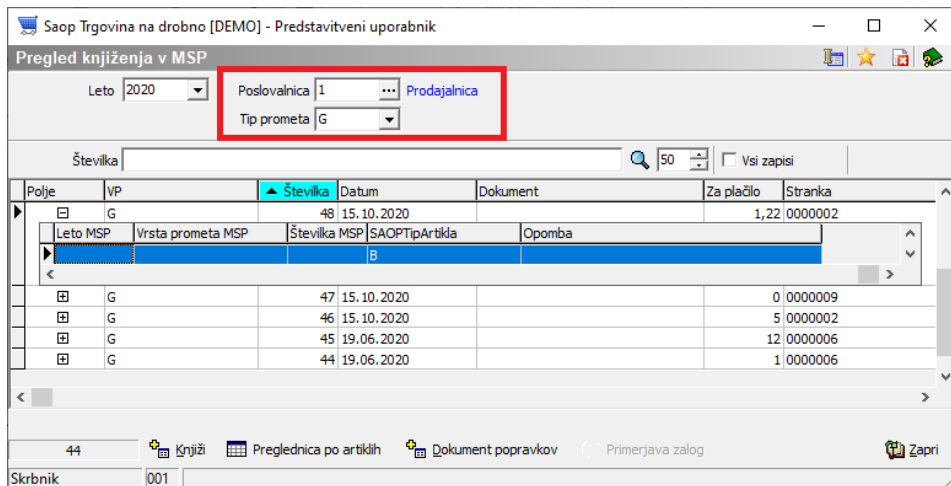 Saop Trgovina na drobno [DEMO] - Predstavitveni uporabnik
Pregled knjiženja v MSP
Leto 2020 Poslovalnica 1 ... Prodajalnica
Tip prometa G
Številka 50 Vsi zapisi
Polje VP Številka Datum Dokument Za plačilo Stranka
G 48 15.10.2020 1,22 0000002
Leto MSP Vrsta prometa MSP Številka MSP SAOPTipArtikla Opomba
B
G 47 15.10.2020 0 0000009
G 46 15.10.2020 5 0000002
G 45 19.06.2020 12 0000006
G 44 19.06.2020 1 0000006
44 Knjiži Preglednica po artiklih Dokument popravkov Primerjava zalog Zapri
Skrbnik 001